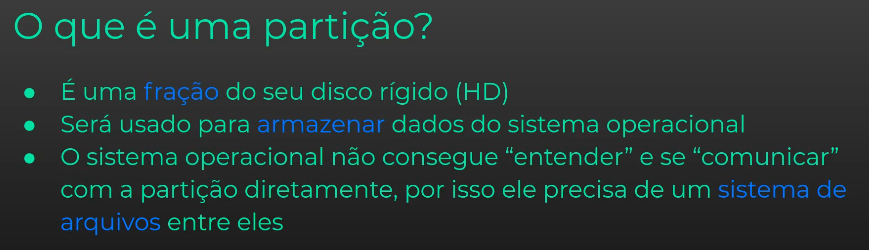 O que é uma partição?
● É uma fração do seu disco rígido (HD)
● Será usado para armazenar dados do sistema operacional
● O sistema operacional não consegue “entender” e se “comunicar”
com a partição diretamente, por isso ele precisa de um sistema de
arquivos entre eles